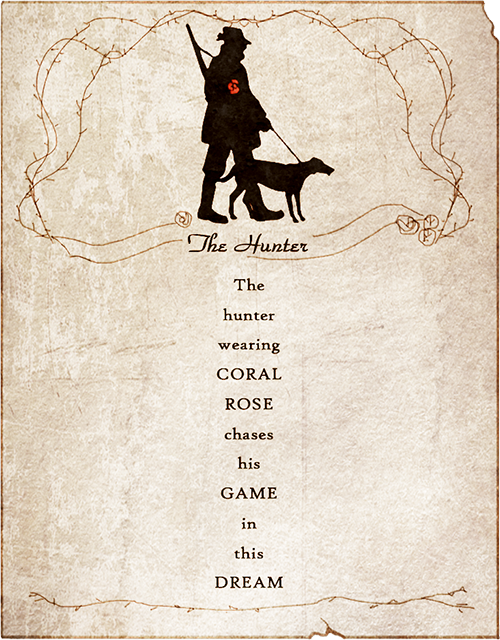 The Hunter
The
hunter
wearing
CORAL
ROSE
chases
his
GAME
in
this
DREAM